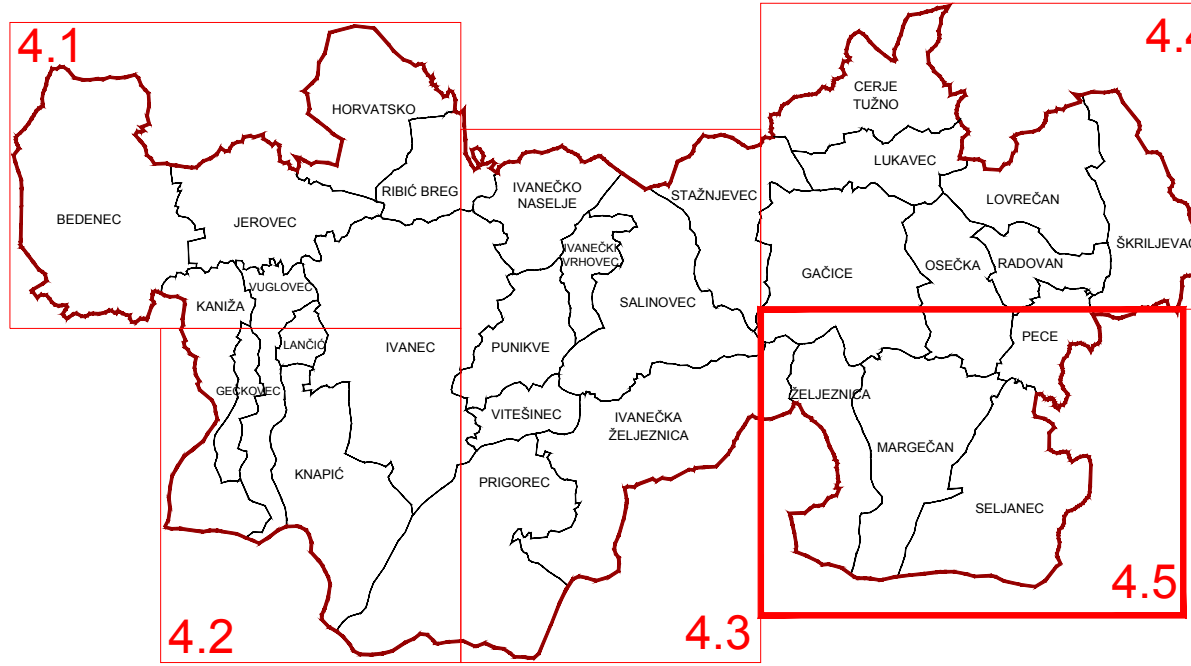 4.1
4.4
HORVATSKO
CERJE
TUŽNO
LUKAVEC
RIBIĆ BREG
IVANEČKO
NASELJE
STAŽNJEVEC
LOVREČAN
BEDENEC
JEROVEC
IVANEČKI
VRHOVEC
ŠKRILJEVAC
GAČICE
OSEČKA
RADOVAN
VUGLOVEC
KANIŽA
SALINOVEC
LANČIĆ
IVANEC
PUNIKVE
PECE
GEČKOVEC
ŽELJEZNICA
VITEŠINEC
IVANEČKA
ŽELJEZNICA
MARGEČAN
KNAPIĆ
PRIGOREC
SELJANEC
4.2
4.3
4.5